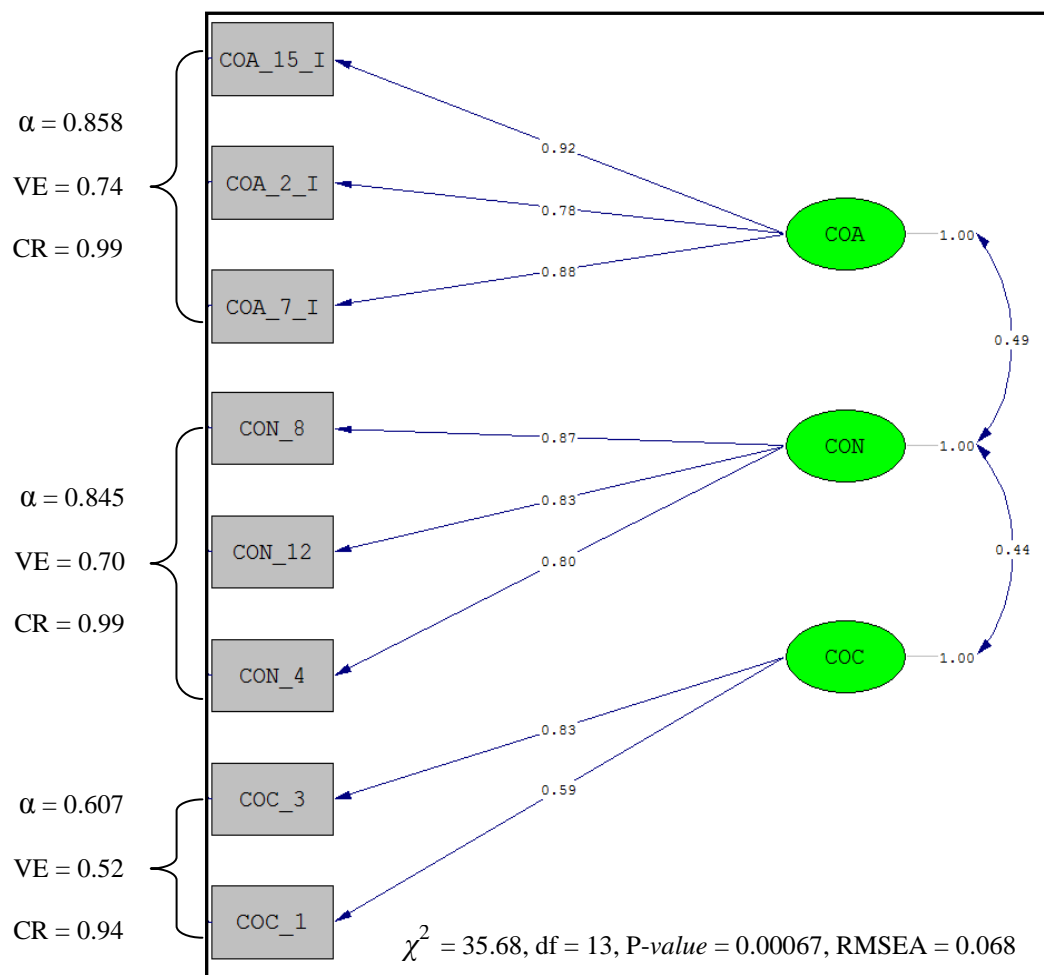 COA_15_I
α = 0.858
0.92
VE = 0.74
COA_2_I
0.78
COA
1.00
CR = 0.99
0.88
COA_7_I
0.49
CON_8
0.87
CON
1.00
α = 0.845
0.83
CON_12
0.44
VE = 0.70
0.80
CR = 0.99
CON_4
COC
1.00
0.83
COC_3
0.59
α = 0.607
VE = 0.52
COC_1
CR = 0.94
χ² = 35.68, df = 13, P-value = 0.00067, RMSEA = 0.068